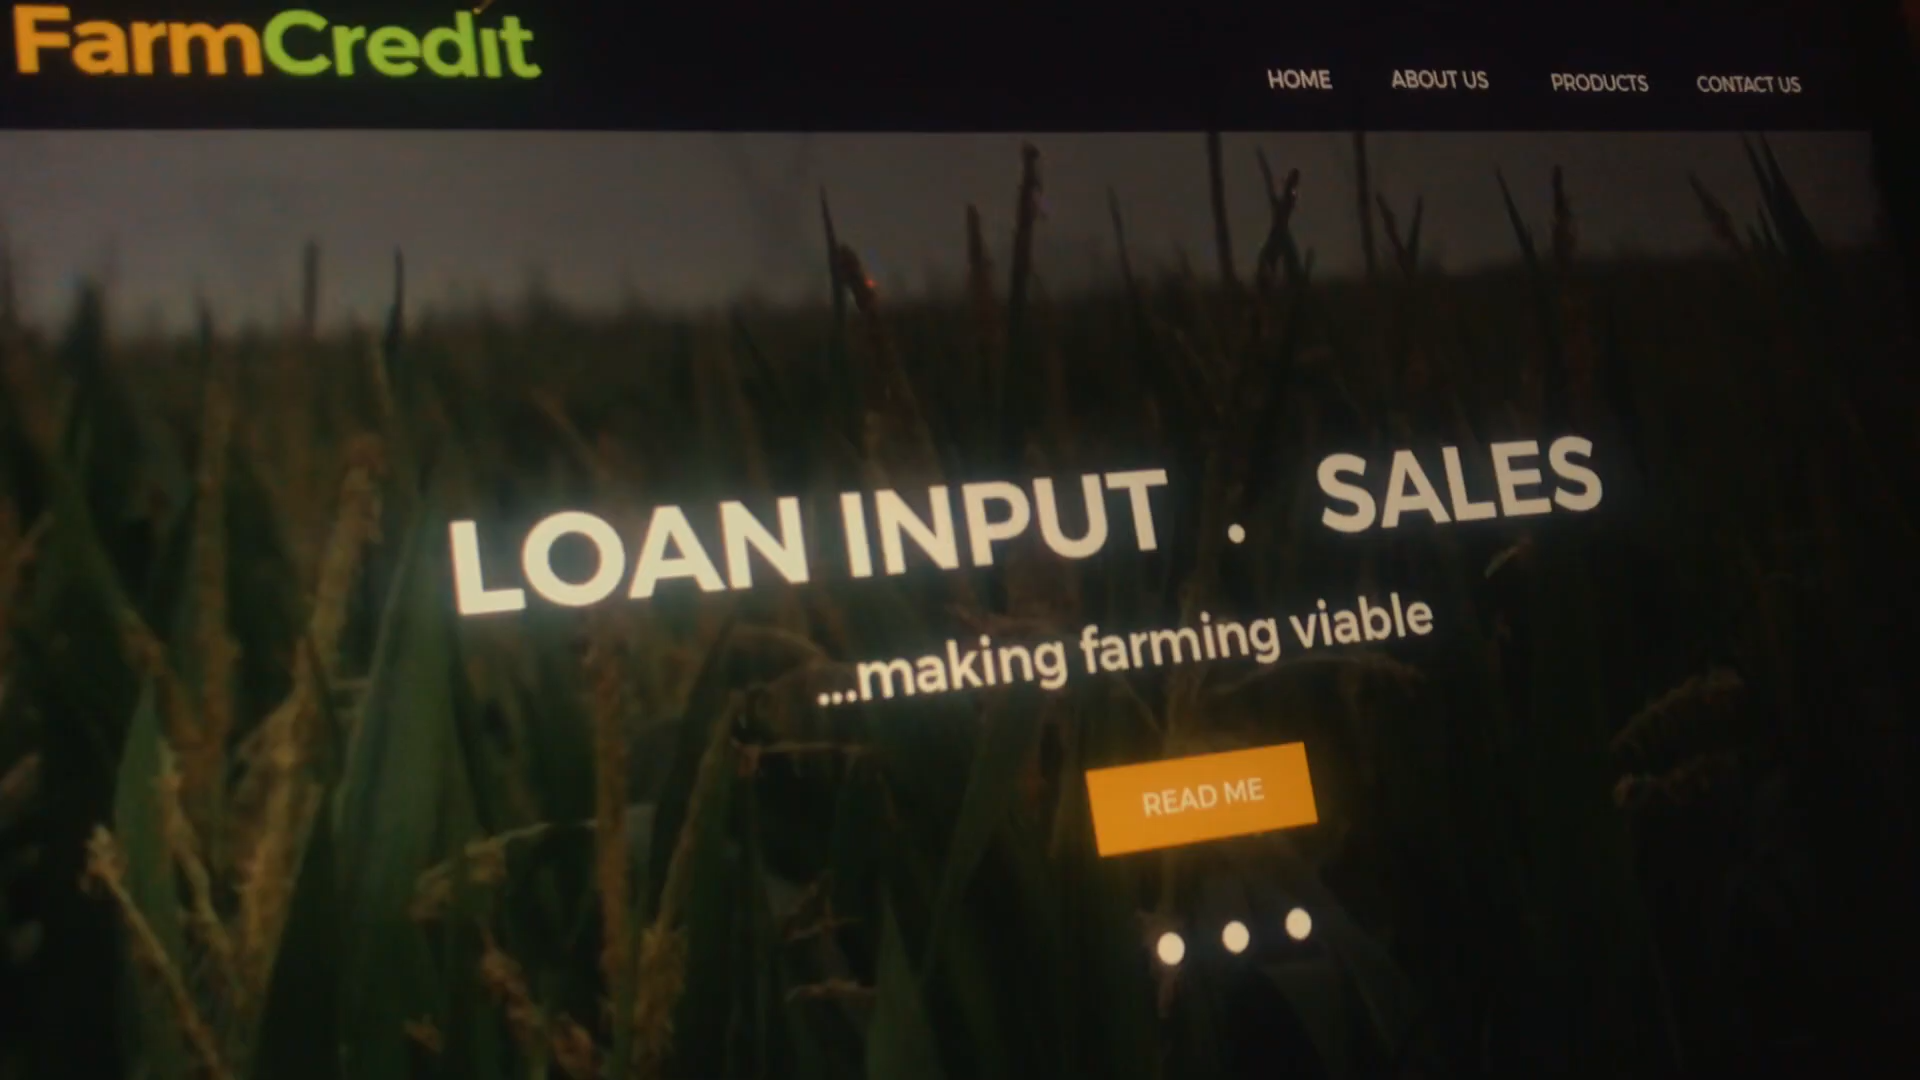 FarmCredit
HOME ABOUT US PRODUCTS CONTACT US
LOAN INPUT . SALES
...making farming viable
READ ME